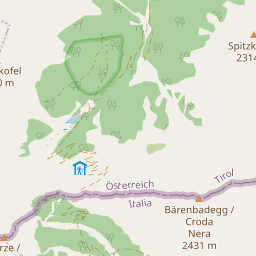 Spitzk
2314
kofel
0 m
Österreich
Italia
Tirol
Bärenbadegg /
Croda
Nera
2431 m
rze /
m